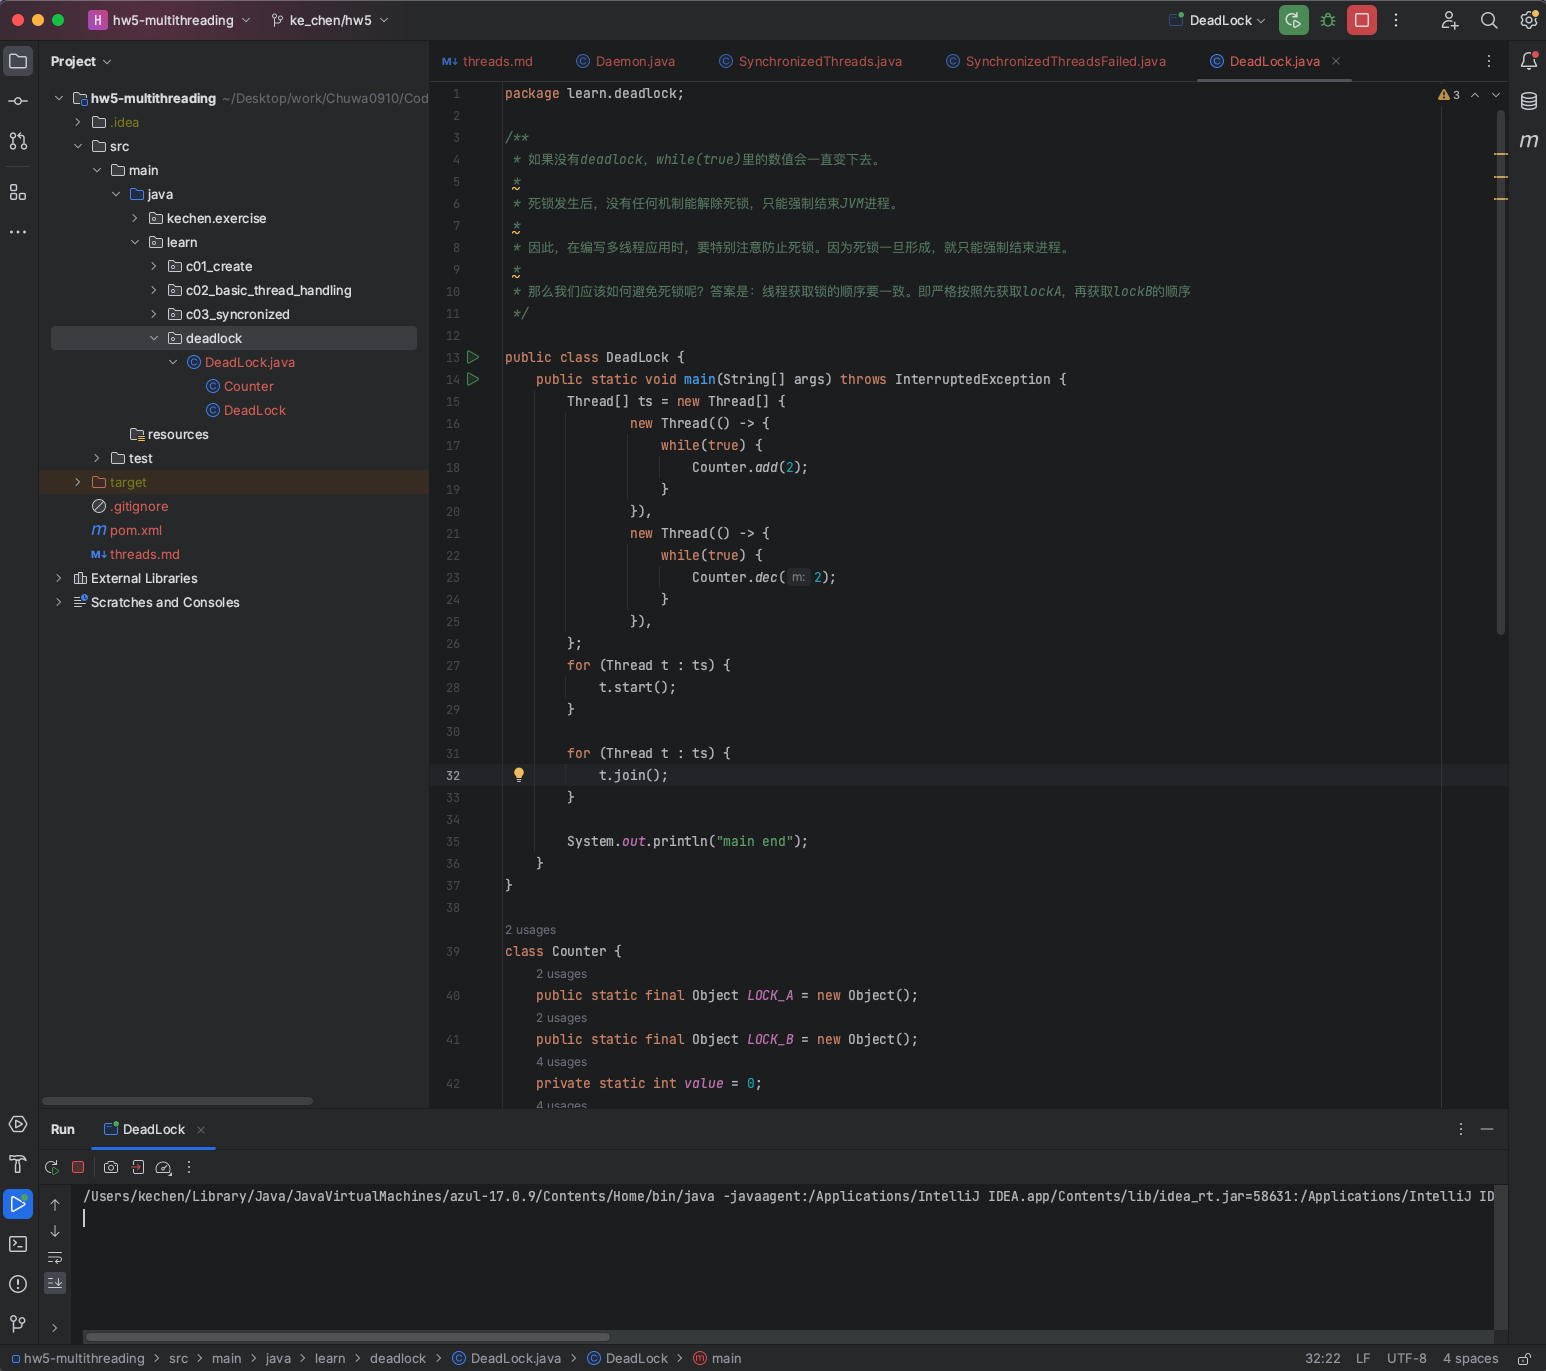 H hw5-multithreading ke_chen/hw5 DeadLock
Project
hw5-multithreading ~/Desktop/work/Chuwa0910/Cod
.idea
src
main
java
kechen.exercise
learn
c01_create
c02_basic_thread_handling
c03_syncronized
deadlock
DeadLock.java
Counter
DeadLock
resources
test
target
.gitignore
pom.xml
threads.md
External Libraries
Scratches and Consoles
threads.md Daemon.java SynchronizedThreads.java SynchronizedThreadsFailed.java DeadLock.java
3
1 package learn.deadlock;
2
3 /**
4 * 如果没有deadlock，while(true)里的数值会一直变下去。
5 *
6 * 死锁发生后，没有任何机制能解除死锁，只能强制结束JVM进程。
7 *
8 * 因此，在编写多线程应用时，要特别注意防止死锁。因为死锁一旦形成，就只能强制结束进程。
9 *
10 * 那么我们应该如何避免死锁呢？答案是：线程获取锁的顺序要一致。即严格按照先获取lockA，再获取lockB的顺序
11 */
12
13 public class DeadLock {
14 public static void main(String[] args) throws InterruptedException {
15 Thread[] ts = new Thread[] {
16 new Thread(() -> {
17 while(true) {
18 Counter.add(2);
19 }
20 }),
21 new Thread(() -> {
22 while(true) {
23 Counter.dec( m: 2);
24 }
25 }),
26 };
27 for (Thread t : ts) {
28 t.start();
29 }
30
31 for (Thread t : ts) {
32 t.join();
33 }
34
35 System.out.println("main end");
36 }
37 }
38
2 usages
39 class Counter {
2 usages
40 public static final Object LOCK_A = new Object();
2 usages
41 public static final Object LOCK_B = new Object();
4 usages
42 private static int value = 0;
4 usages
Run DeadLock
/Users/kechen/Library/Java/JavaVirtualMachines/azul-17.0.9/Contents/Home/bin/java -javaagent:/Applications/IntelliJ IDEA.app/Contents/lib/idea_rt.jar=58631:/Applications/IntelliJ ID
hw5-multithreading > src > main > java > learn > deadlock > DeadLock.java > DeadLock > main 32:22 LF UTF-8 4 spaces